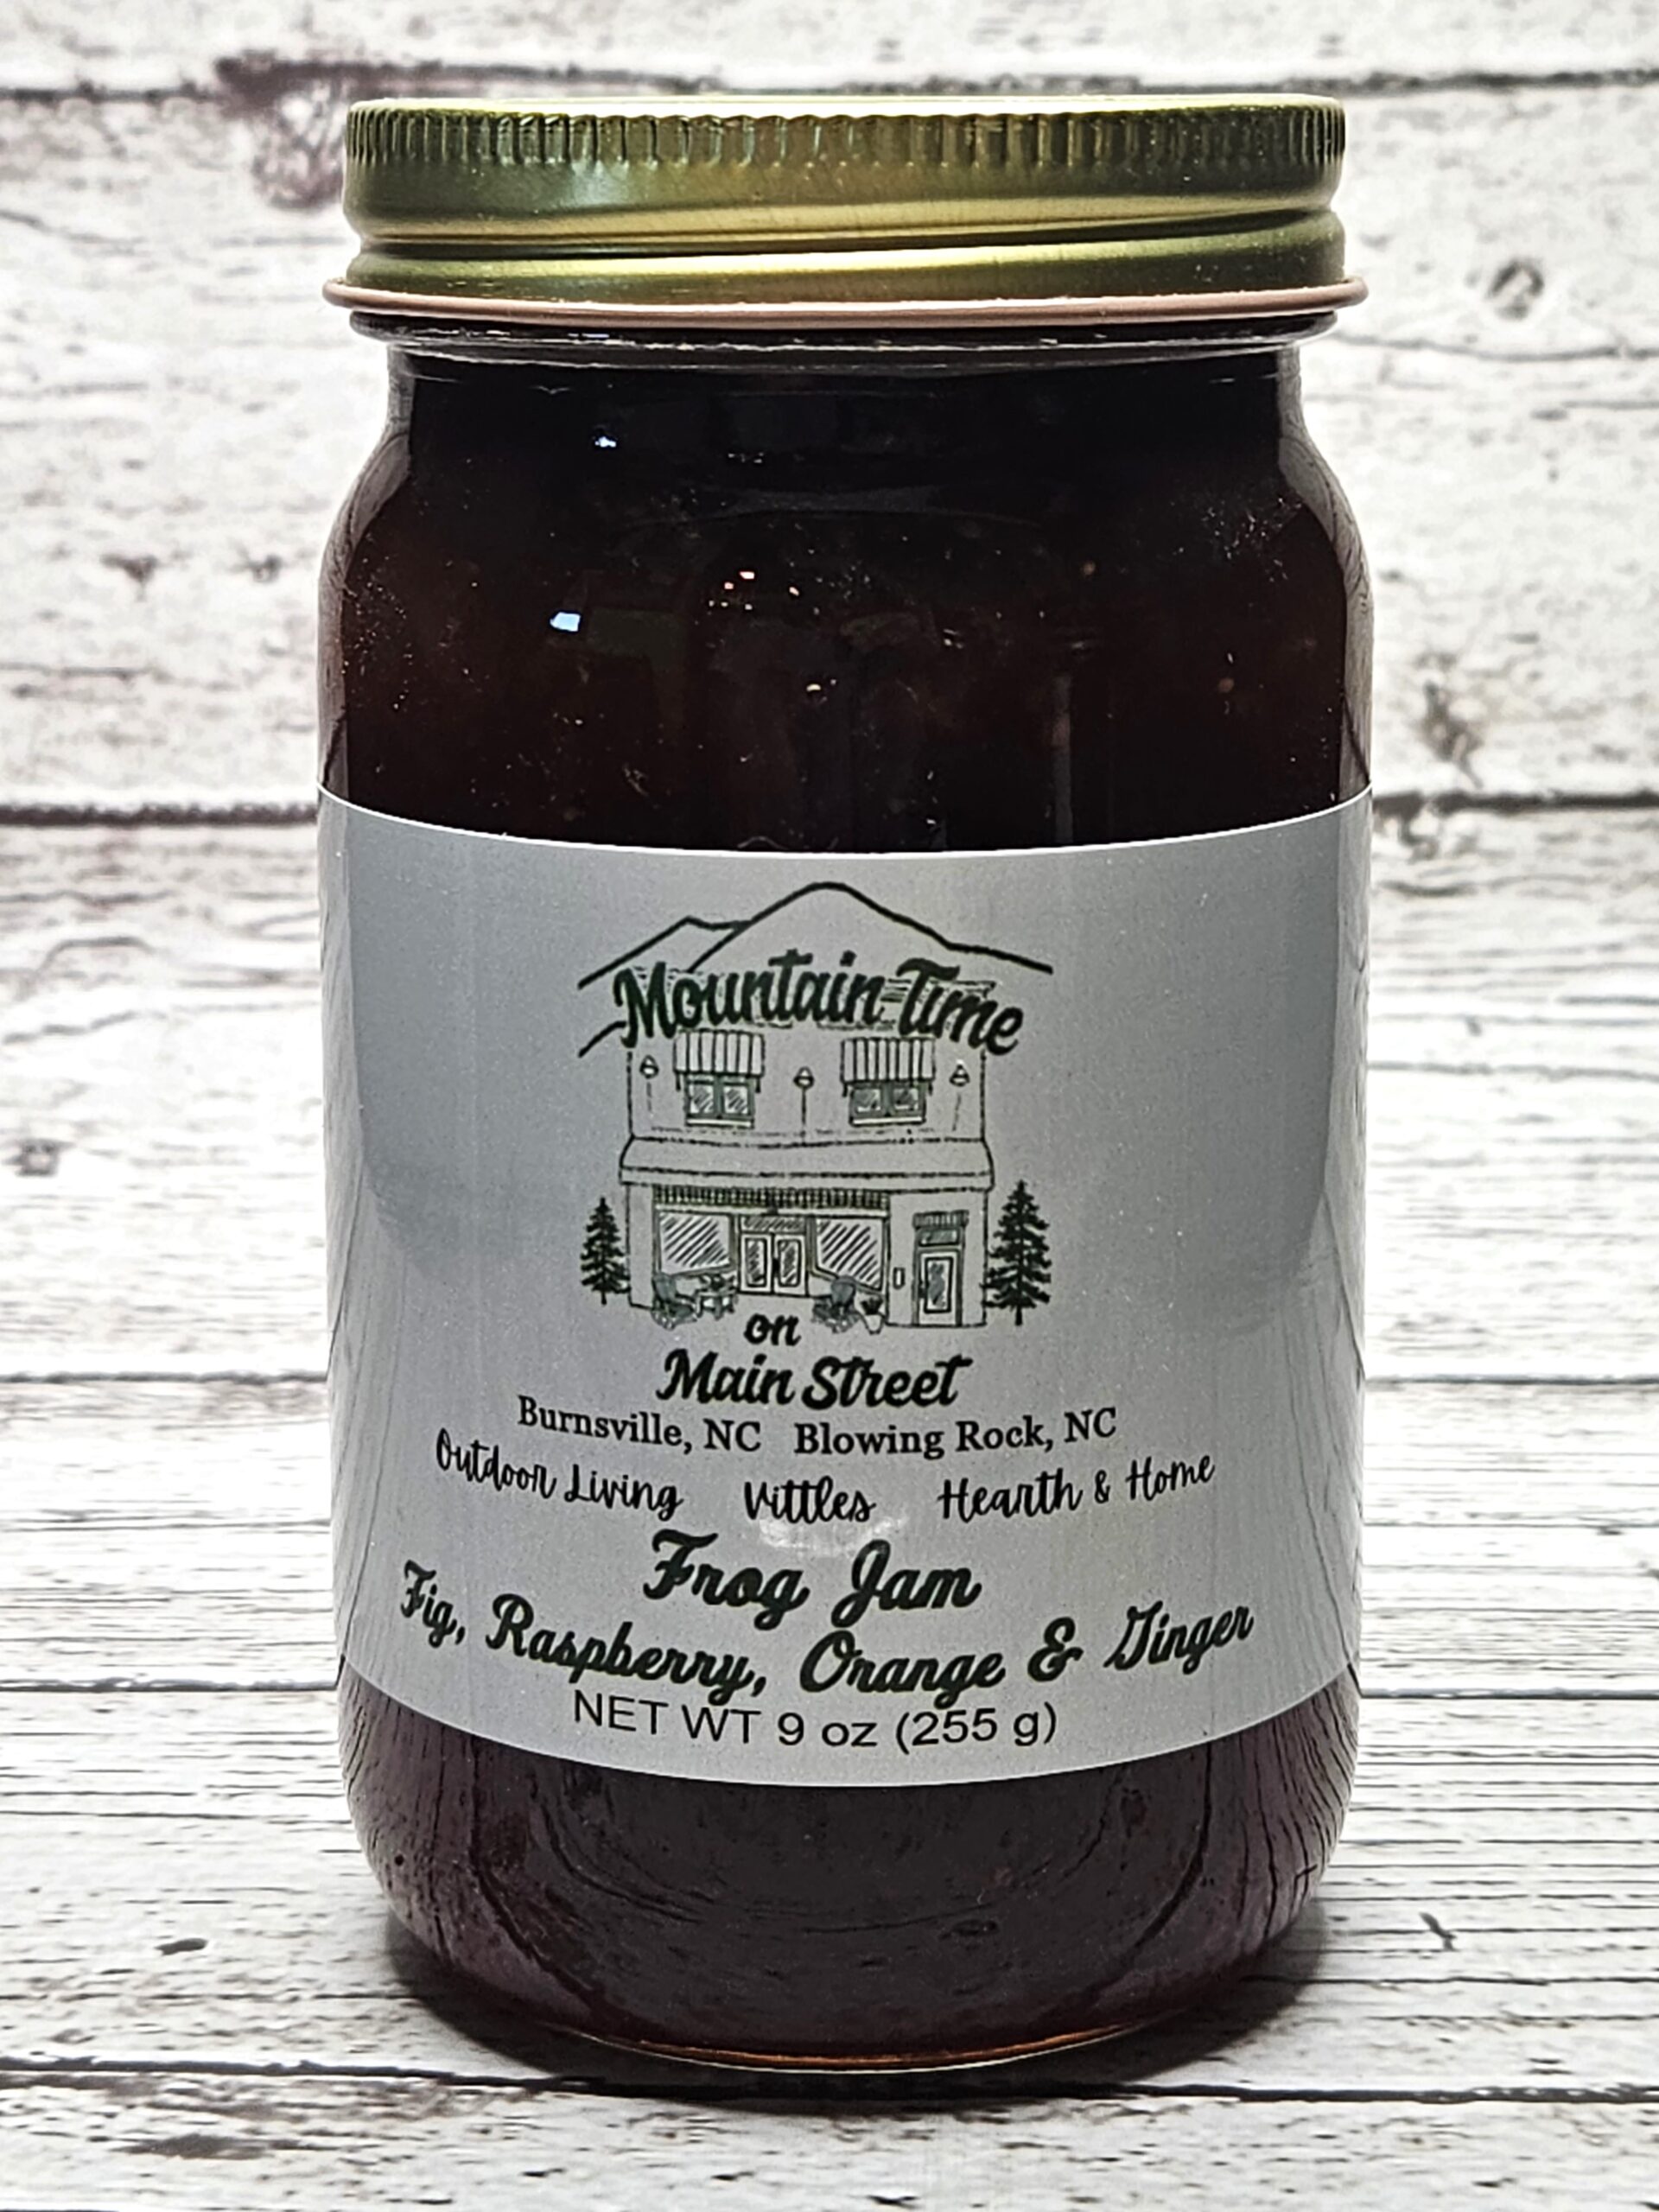 Mountain Time
on
Main Street
Burnsville, NC Blowing Rock, NC
Outdoor Living Vittles Hearth & Home
Frog Jam
Fig, Raspberry, Orange & Ginger
NET WT 9 oz (255 g)